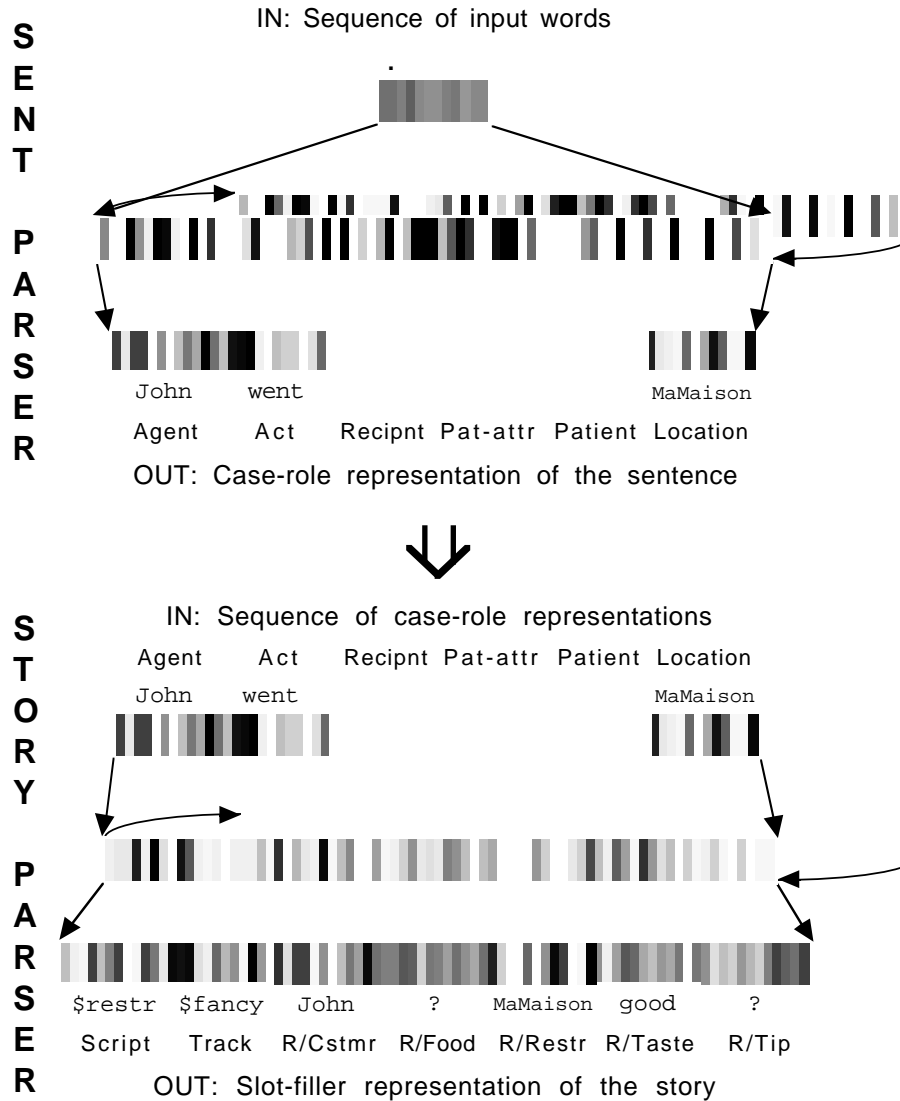 IN: Sequence of input words
.
SENT PARSER
John went MaMaison
Agent Act Recipnt Pat-attr Patient Location
OUT: Case-role representation of the sentence
IN: Sequence of case-role representations
STORY PARSER
Agent Act Recipnt Pat-attr Patient Location
John went MaMaison
$restr $fancy John ? MaMaison good ?
Script Track R/Cstmr R/Food R/Restr R/Taste R/Tip
OUT: Slot-filler representation of the story